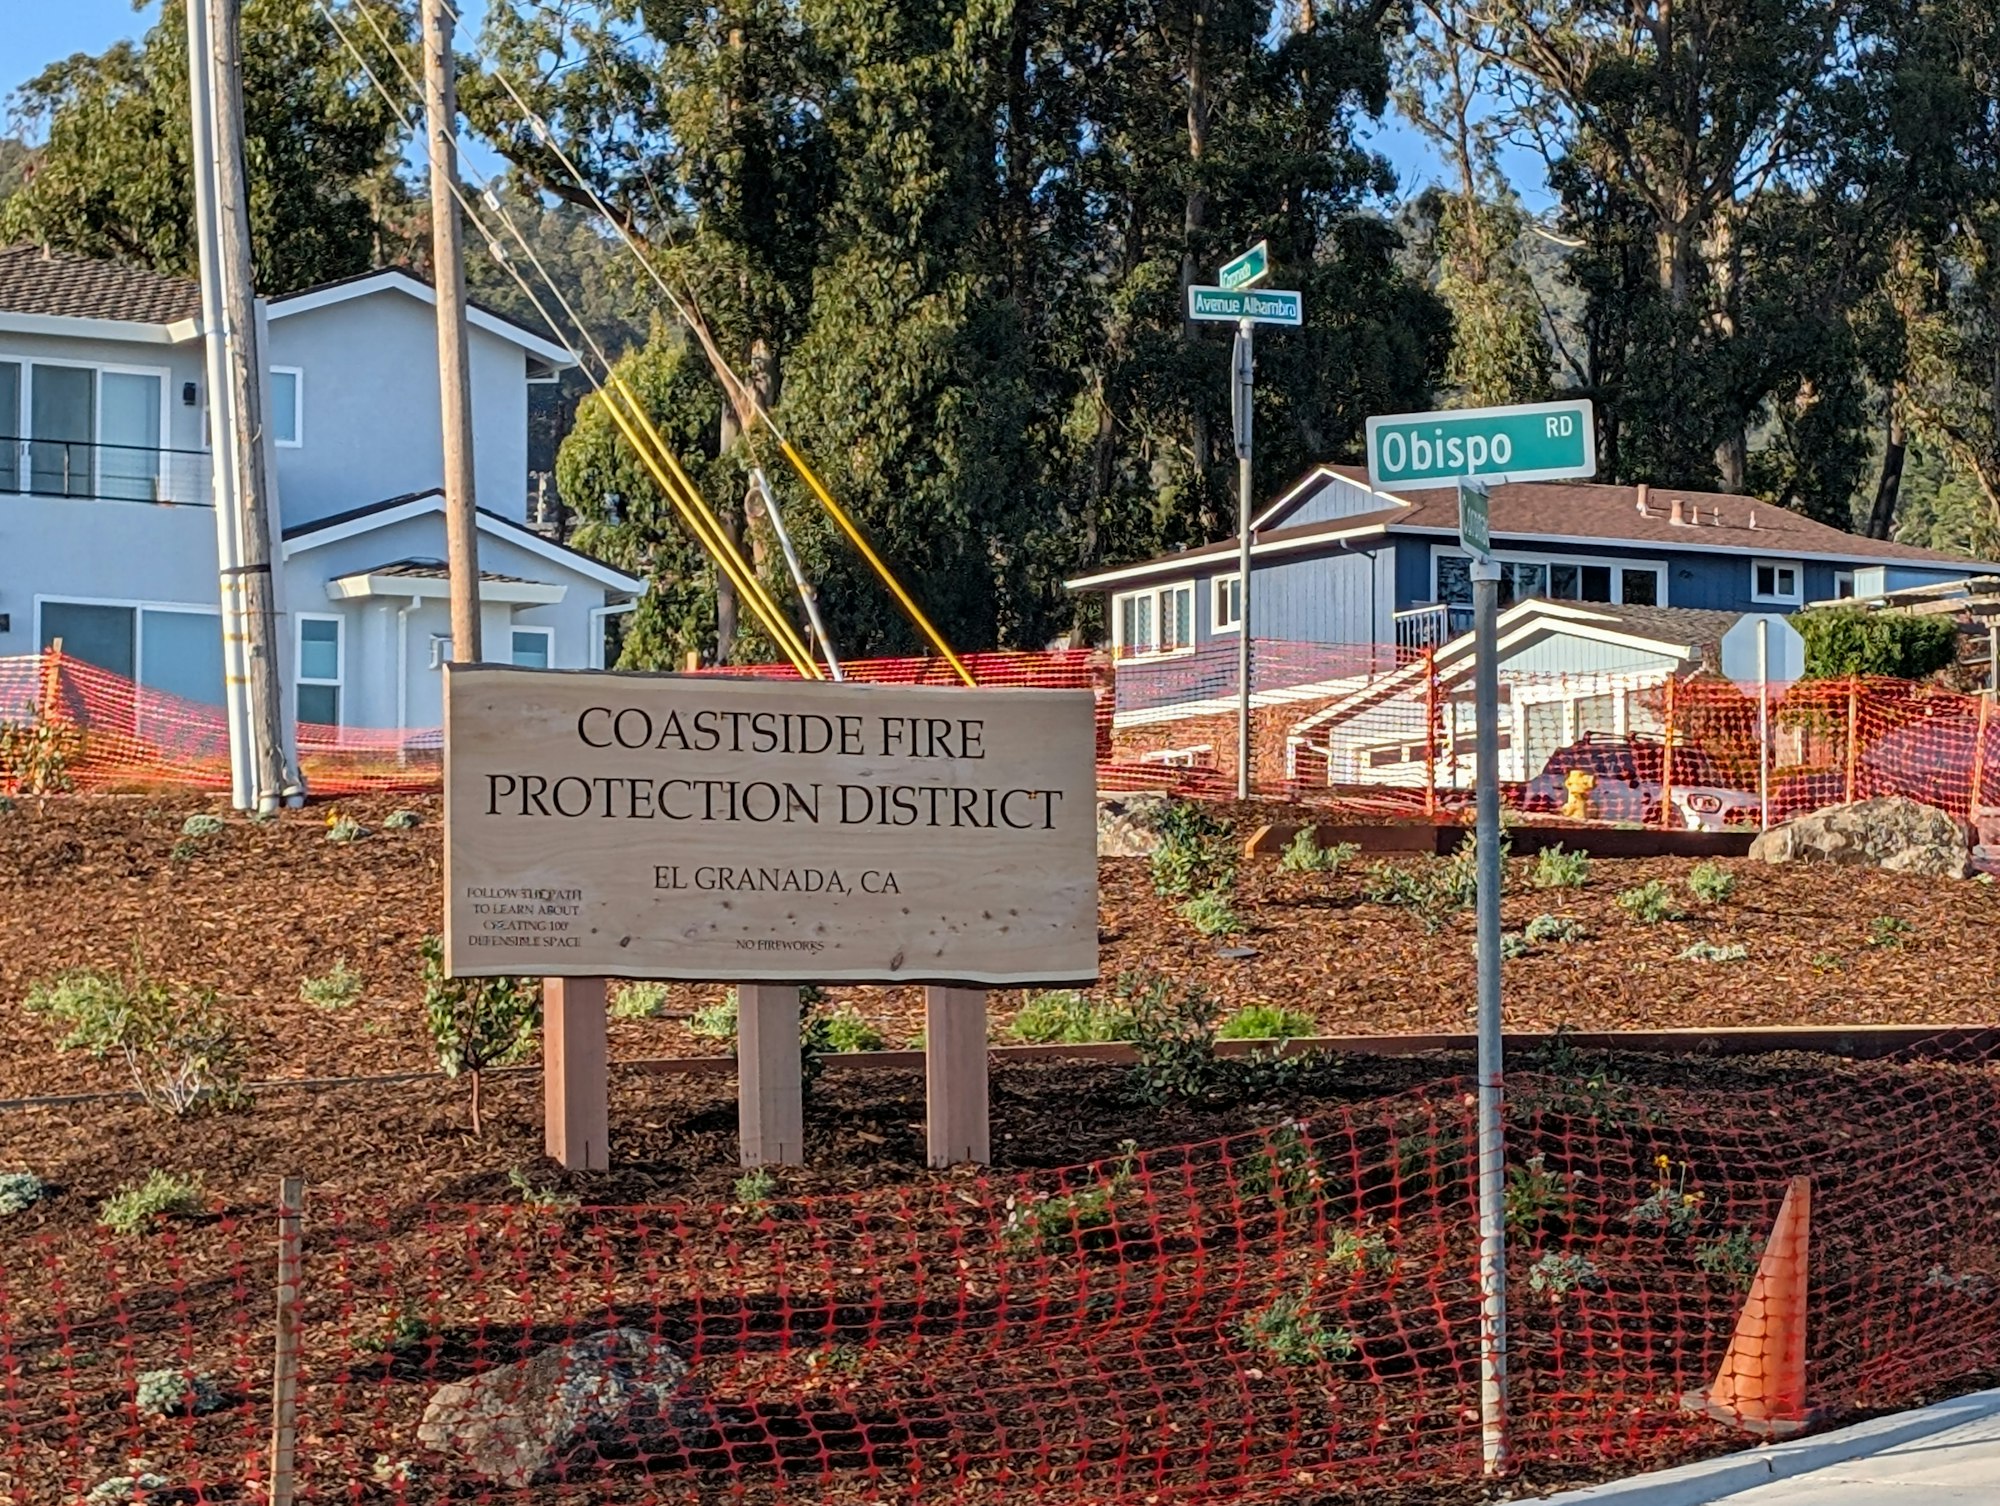 Coronado
Avenue Alhambra
Obispo RD
COASTSIDE FIRE
PROTECTION DISTRICT
EL GRANADA, CA
FOLLOW THE PATH
TO LEARN ABOUT
CREATING 100'
DEFENSIBLE SPACE
NO FIREWORKS